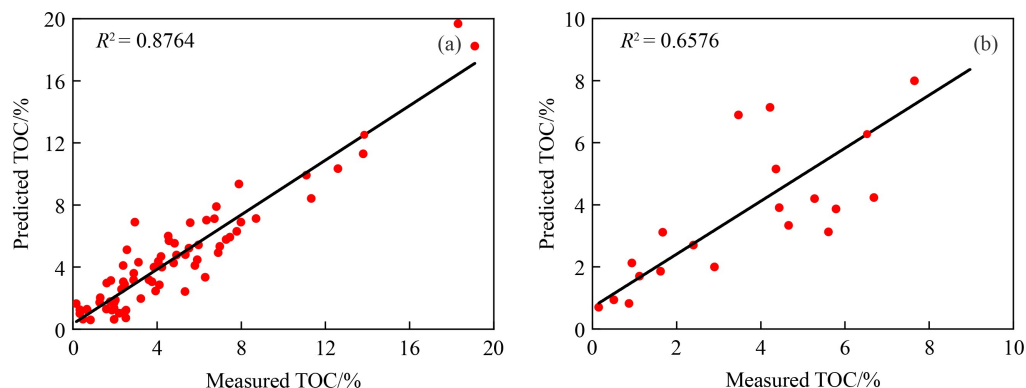 R² = 0.8764
(a)
Predicted TOC/%
20
16
12
8
4
0
0 4 8 12 16 20
Measured TOC/%
R² = 0.6576
(b)
Predicted TOC/%
10
8
6
4
2
0
0 2 4 6 8 10
Measured TOC/%